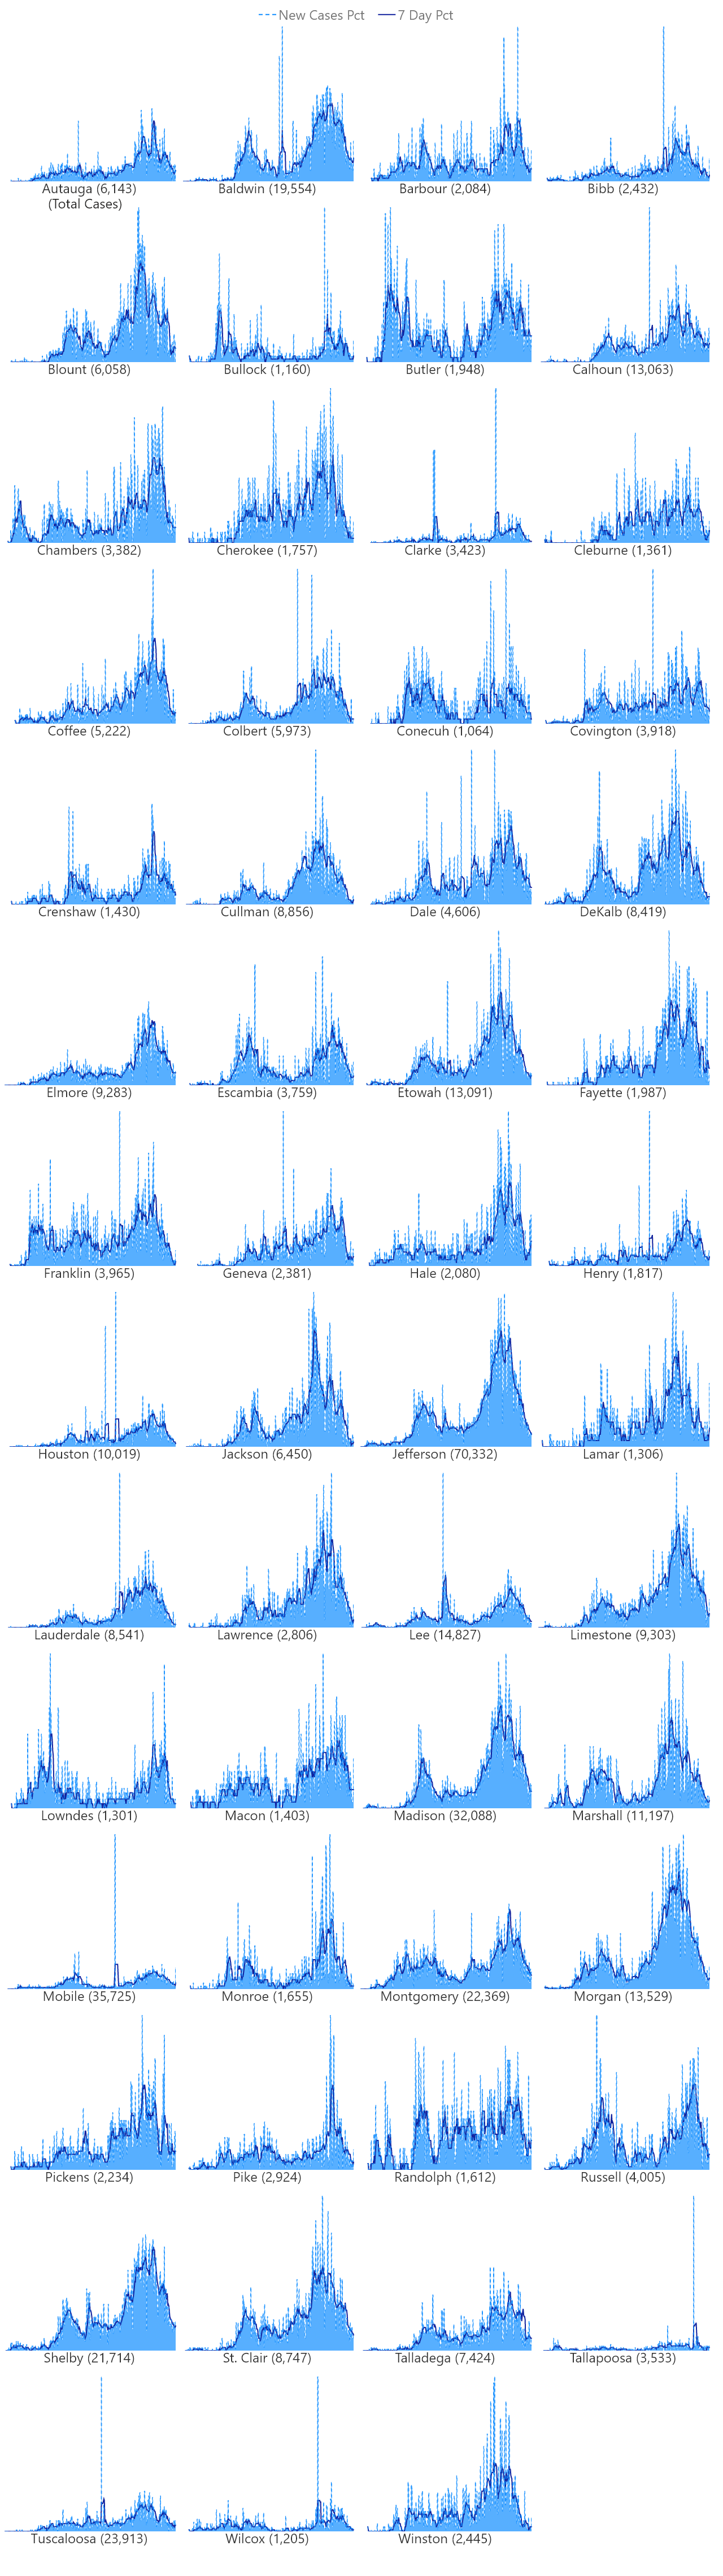 New Cases Pct 7 Day Pct
Autauga (6,143) Baldwin (19,554) Barbour (2,084) Bibb (2,432)
(Total Cases)
Blount (6,058) Bullock (1,160) Butler (1,948) Calhoun (13,063)
Chambers (3,382) Cherokee (1,757) Clarke (3,423) Cleburne (1,361)
Coffee (5,222) Colbert (5,973) Conecuh (1,064) Covington (3,918)
Crenshaw (1,430) Cullman (8,856) Dale (4,606) DeKalb (8,419)
Elmore (9,283) Escambia (3,759) Etowah (13,091) Fayette (1,987)
Franklin (3,965) Geneva (2,381) Hale (2,080) Henry (1,817)
Houston (10,019) Jackson (6,450) Jefferson (70,332) Lamar (1,306)
Lauderdale (8,541) Lawrence (2,806) Lee (14,827) Limestone (9,303)
Lowndes (1,301) Macon (1,403) Madison (32,088) Marshall (11,197)
Mobile (35,725) Monroe (1,655) Montgomery (22,369) Morgan (13,529)
Pickens (2,234) Pike (2,924) Randolph (1,612) Russell (4,005)
Shelby (21,714) St. Clair (8,747) Talladega (7,424) Tallapoosa (3,533)
Tuscaloosa (23,913) Wilcox (1,205) Winston (2,445)